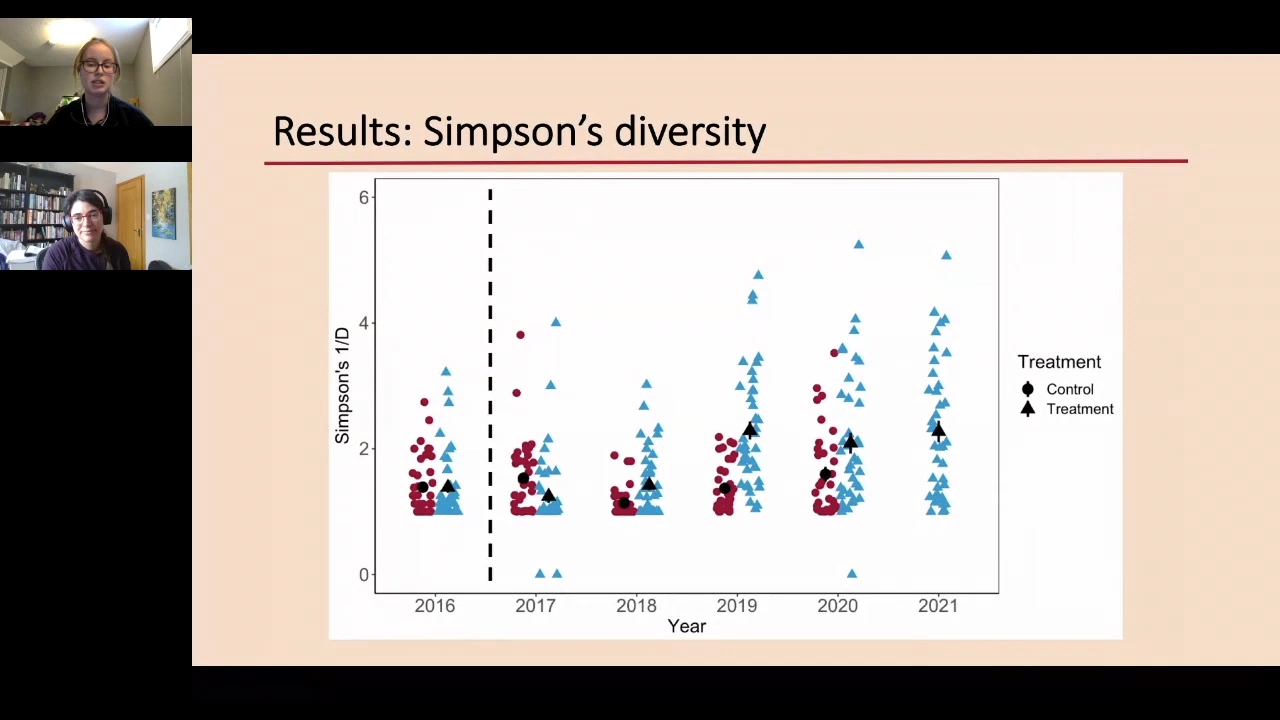 Results: Simpson's diversity
6
4
2
0
Simpson's 1/D
2016 2017 2018 2019 2020 2021
Year
Treatment
Control
Treatment